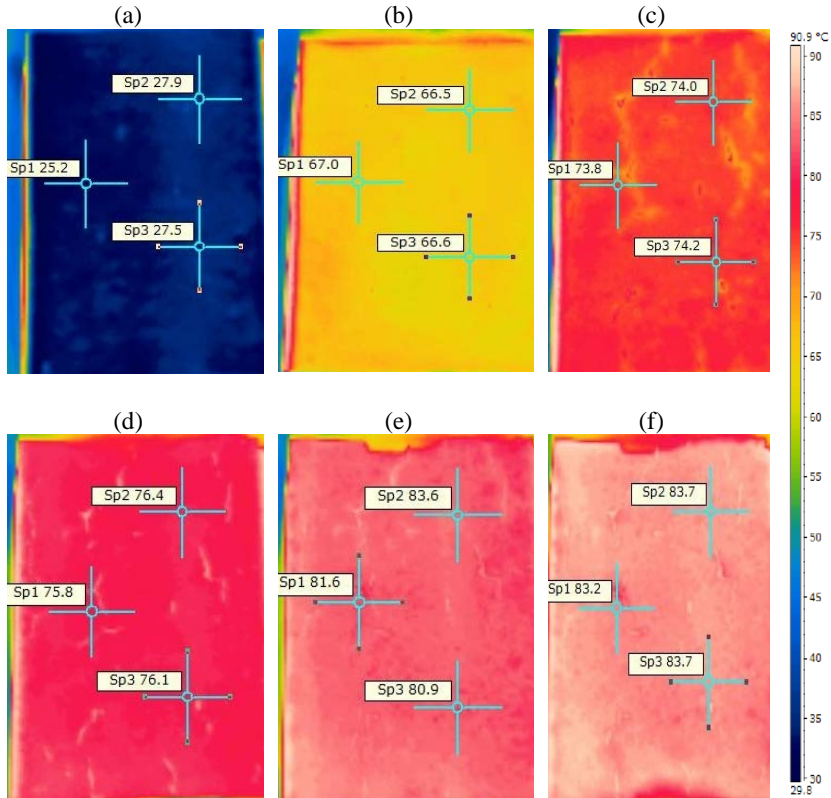 (a)
(b)
(c)
Sp2 27.9
Sp1 25.2
Sp3 27.5
Sp2 66.5
Sp1 67.0
Sp3 66.6
Sp2 74.0
Sp1 73.8
Sp3 74.2
(d)
(e)
(f)
Sp2 76.4
Sp1 75.8
Sp3 76.1
Sp2 83.6
Sp1 81.6
Sp3 80.9
Sp2 83.7
Sp1 83.2
Sp3 83.7
90.9 °C
90
85
80
75
70
65
60
55
50
45
40
35
30
29.8